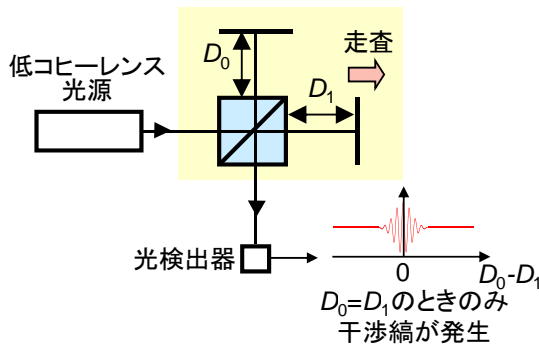 低コヒーレンス
光源
D₀
D₁
走査
光検出器
0
D₀-D₁
D₀=D₁のときのみ
干渉縞が発生